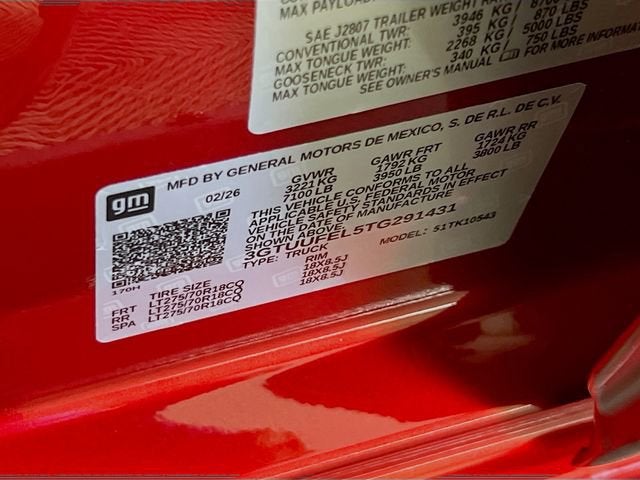 MAX PAYLOAD
SAE J2807 TRAILER WEIGHT
CONVENTIONAL TWR: 3946 KG / 8700
MAX TONGUE WEIGHT: 395 KG / 870 LBS
GOOSENECK TWR: 2268 KG / 5000 LBS
MAX TONGUE WEIGHT: 340 KG / 750 LBS
SEE OWNER'S MANUAL FOR MORE INFORMAT
gm
MFD BY GENERAL MOTORS DE MEXICO, S. DE R.L. DE C.V.
02/26
GVWR GAWR FRT GAWR RR
3221 KG 1792 KG 1724 KG
7100 LB 3950 LB 3800 LB
THIS VEHICLE CONFORMS TO ALL
APPLICABLE U.S. FEDERAL MOTOR
VEHICLE SAFETY STANDARDS IN EFFECT
ON THE DATE OF MANUFACTURE
SHOWN ABOVE.
3GTUUFEL5TG291431
TYPE: TRUCK MODEL: 51TK10543
170H
TIRE SIZE RIM
FRT LT275/70R18CQ 18X8.5J
RR LT275/70R18CQ 18X8.5J
SPA LT275/70R18CQ 18X8.5J